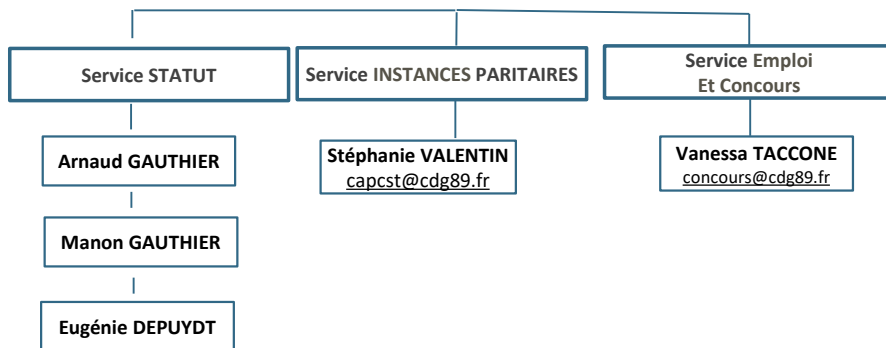 Service STATUT
Service INSTANCES PARITAIRES
Service Emploi
Et Concours
Arnaud GAUTHIER
Stéphanie VALENTIN
capcst@cdg89.fr
Vanessa TACCONE
concours@cdg89.fr
Manon GAUTHIER
Eugénie DEPUYDT